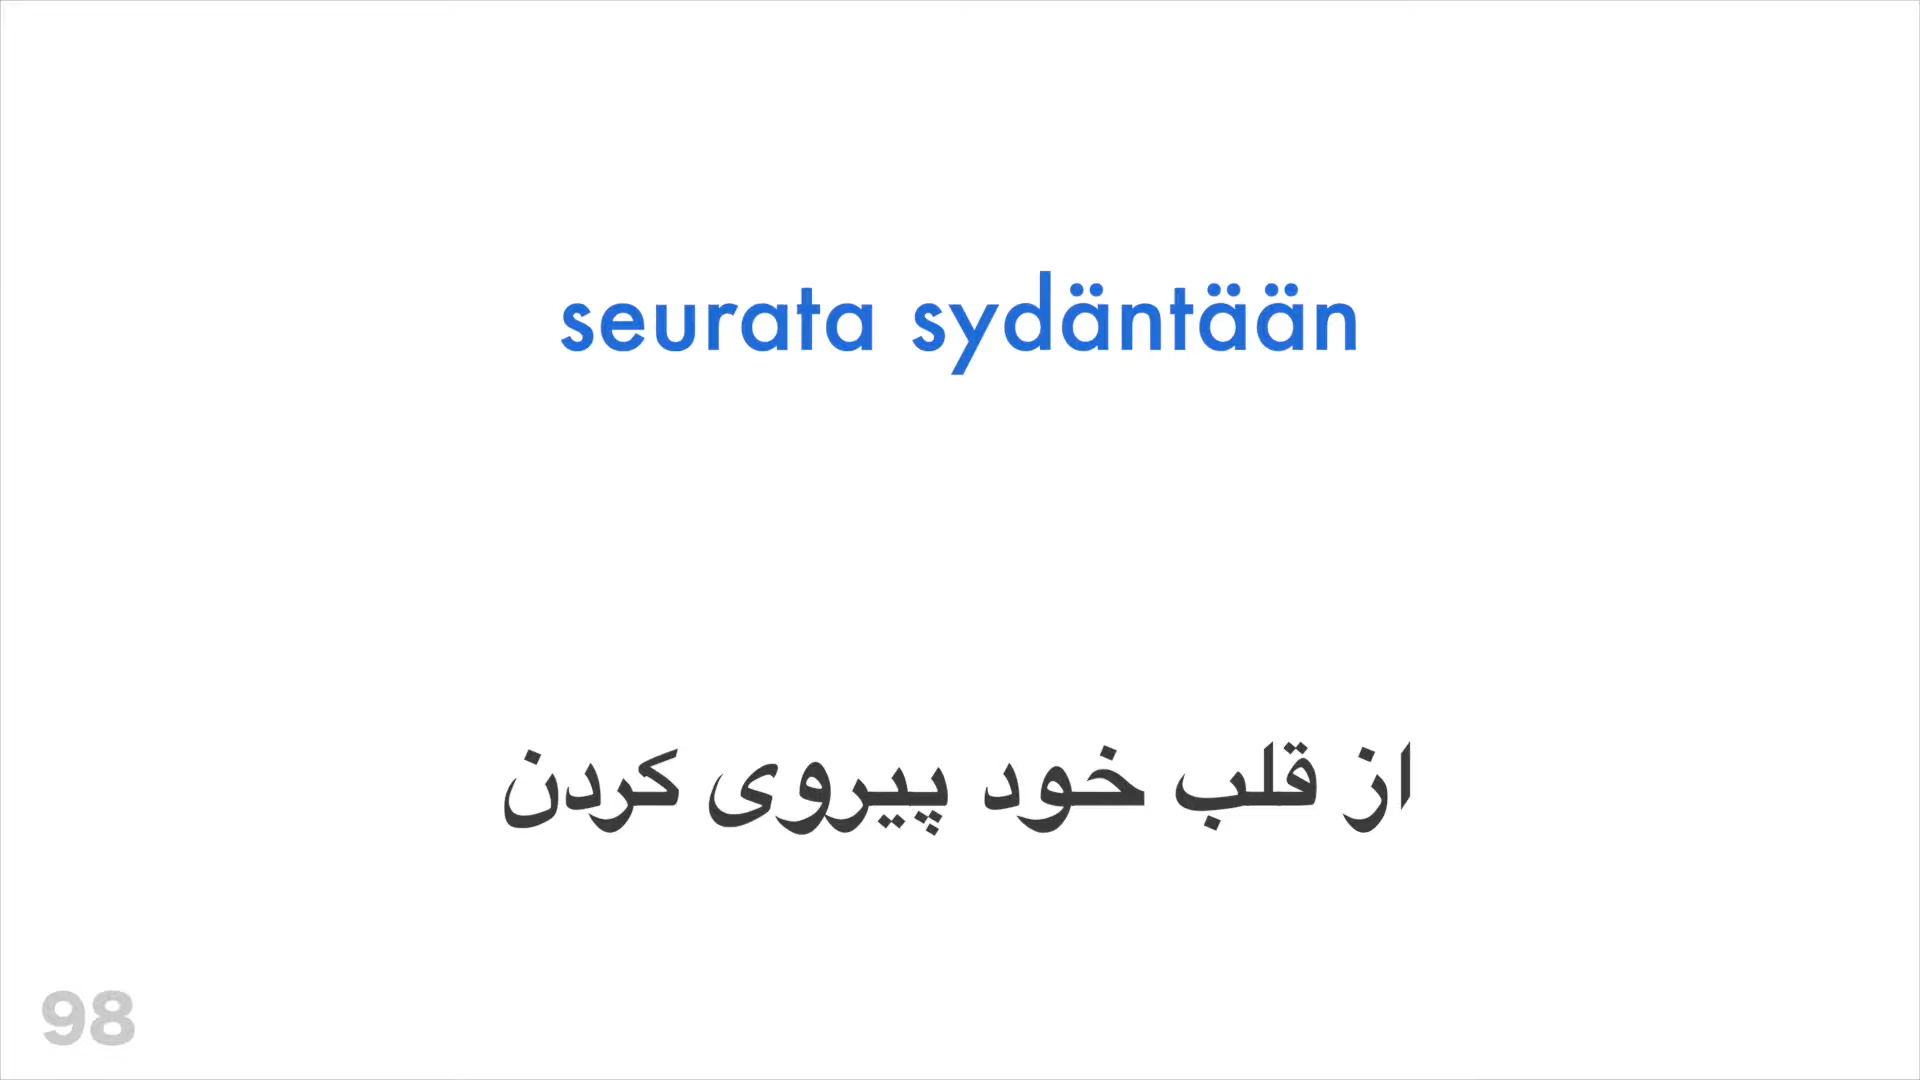 seurata sydäntään
از قلب خود پیروی کردن
98